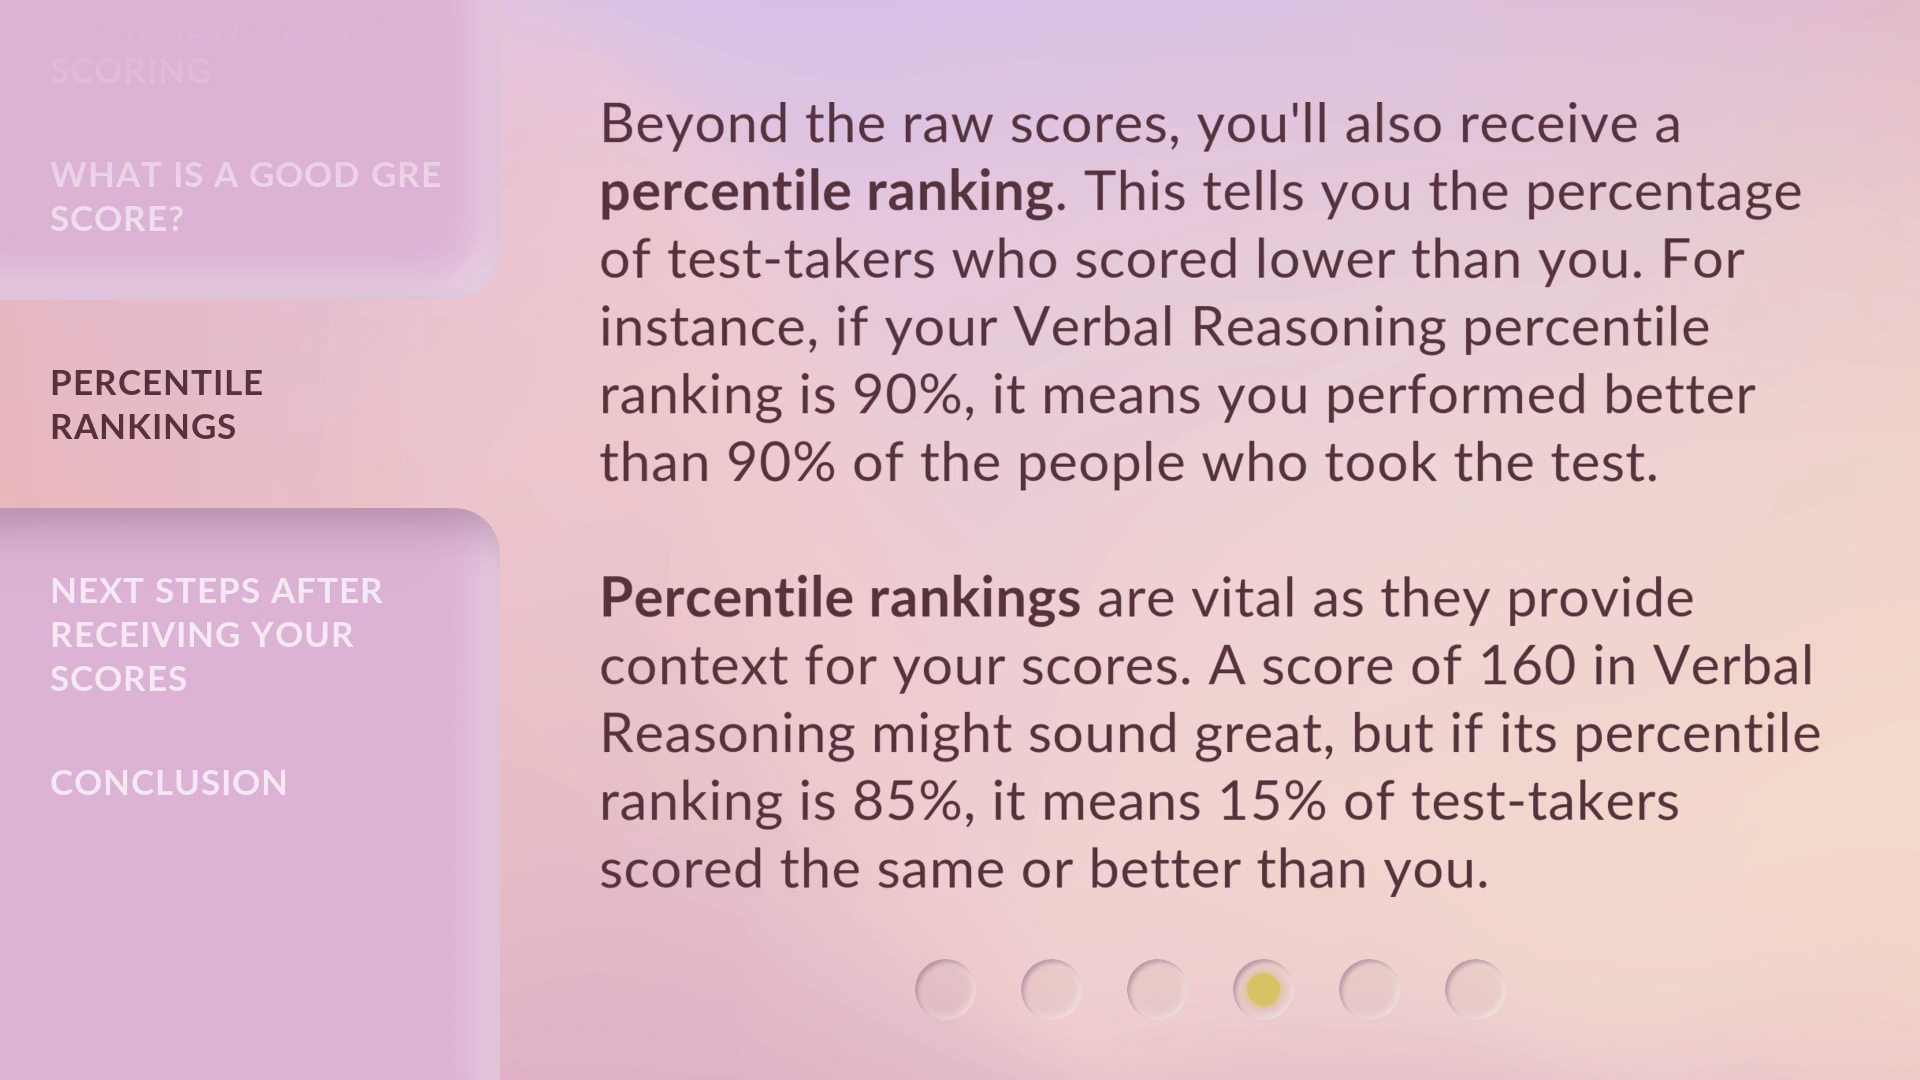 OVERVIEW OF GRE
SCORING
WHAT IS A GOOD GRE
SCORE?
PERCENTILE
RANKINGS
NEXT STEPS AFTER
RECEIVING YOUR
SCORES
CONCLUSION
Beyond the raw scores, you'll also receive a
percentile ranking. This tells you the percentage
of test-takers who scored lower than you. For
instance, if your Verbal Reasoning percentile
ranking is 90%, it means you performed better
than 90% of the people who took the test.
Percentile rankings are vital as they provide
context for your scores. A score of 160 in Verbal
Reasoning might sound great, but if its percentile
ranking is 85%, it means 15% of test-takers
scored the same or better than you.